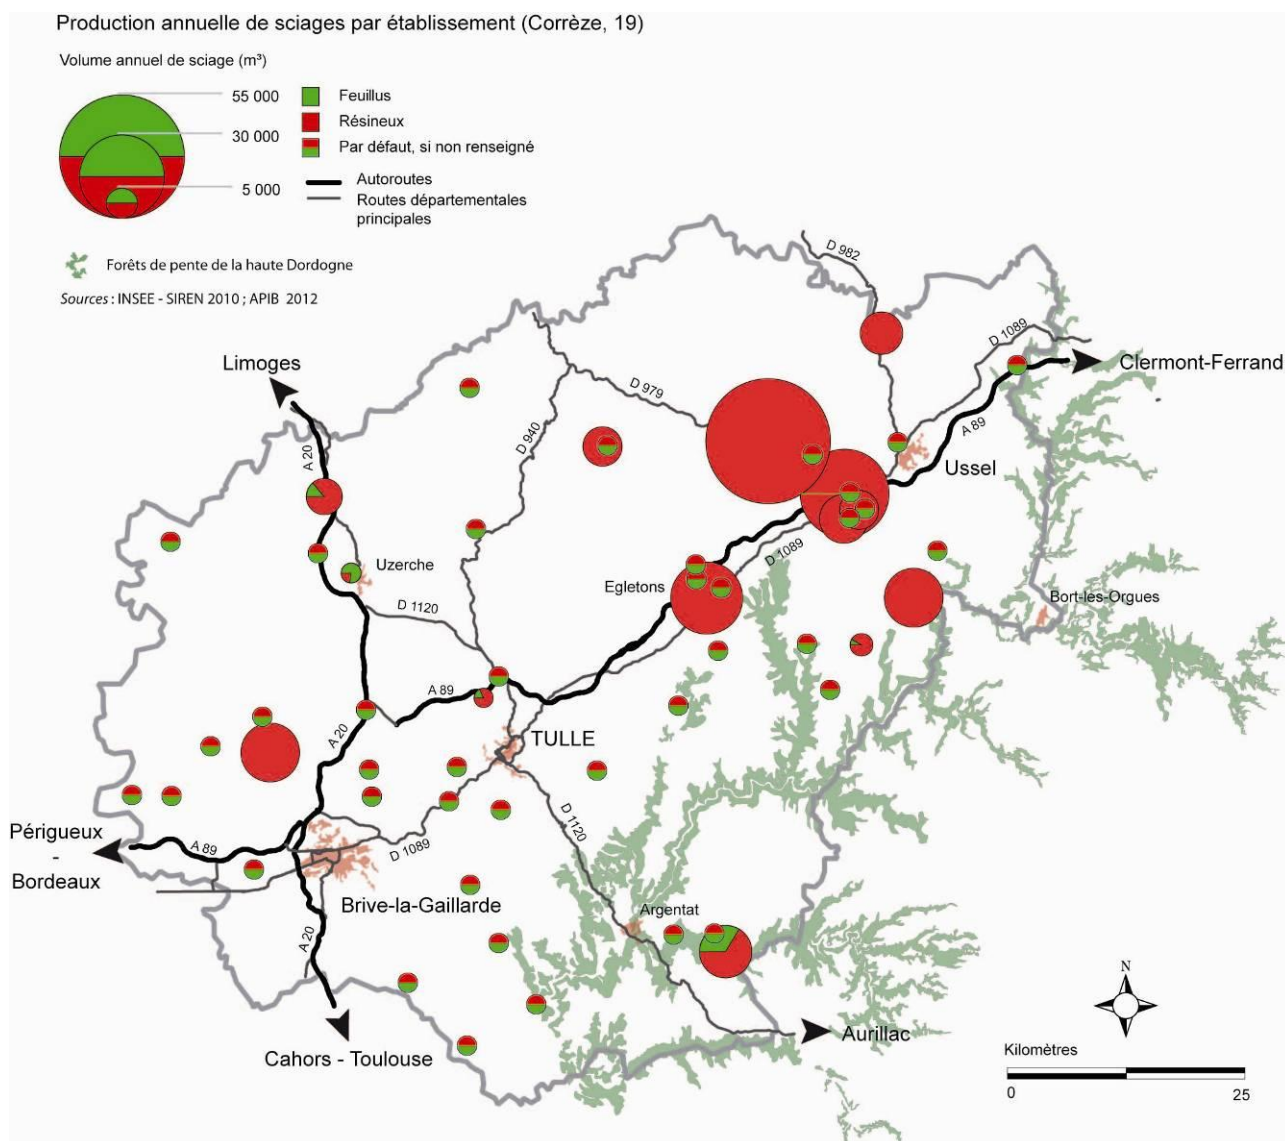 Production annuelle de sciages par établissement (Corrèze, 19)
Volume annuel de sciage (m³)
55 000
30 000
5 000
Feuillus
Résineux
Par défaut, si non renseigné
Autoroutes
Routes départementales
principales
Forêts de pente de la haute Dordogne
Sources : INSEE - SIREN 2010 ; APIB 2012
D 982
D 1089
Limoges
Clermont-Ferrand
D 979
A 20
D 940
A 89
Ussel
Uzerche
D 1089
Egletons
Bort-les-Orgues
D 1120
A 89
A 20
TULLE
Périgueux
-
Bordeaux
A 89
D 1089
D 1120
Brive-la-Gaillarde
Argentat
A 20
N
Cahors - Toulouse
Aurillac
Kilomètres
0
25